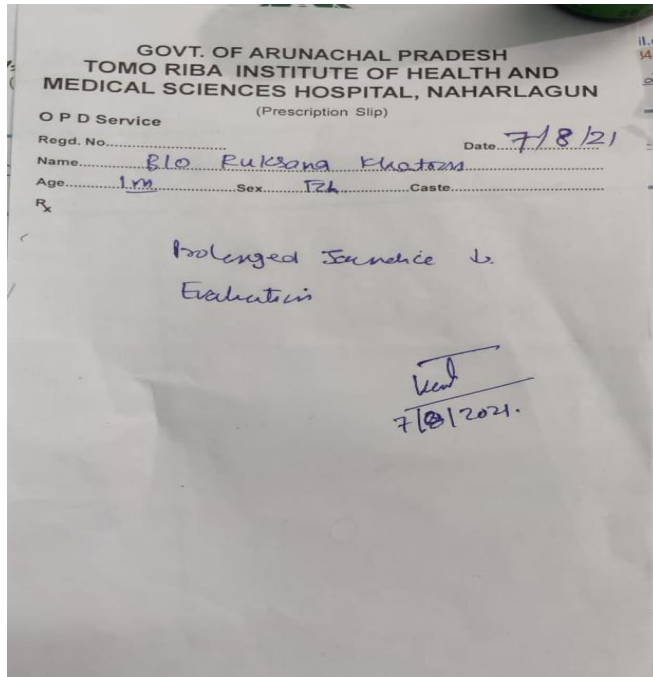 GOVT. OF ARUNACHAL PRADESH
TOMO RIBA INSTITUTE OF HEALTH AND
MEDICAL SCIENCES HOSPITAL, NAHARLAGUN
(Prescription Slip)
O P D Service
Regd. No.
Date 7/8/21
Name B/O Ruksana Khatoon
Age 1 m Sex Caste
Rx
Prolonged Jaundice
Evaluation
7/8/2021.